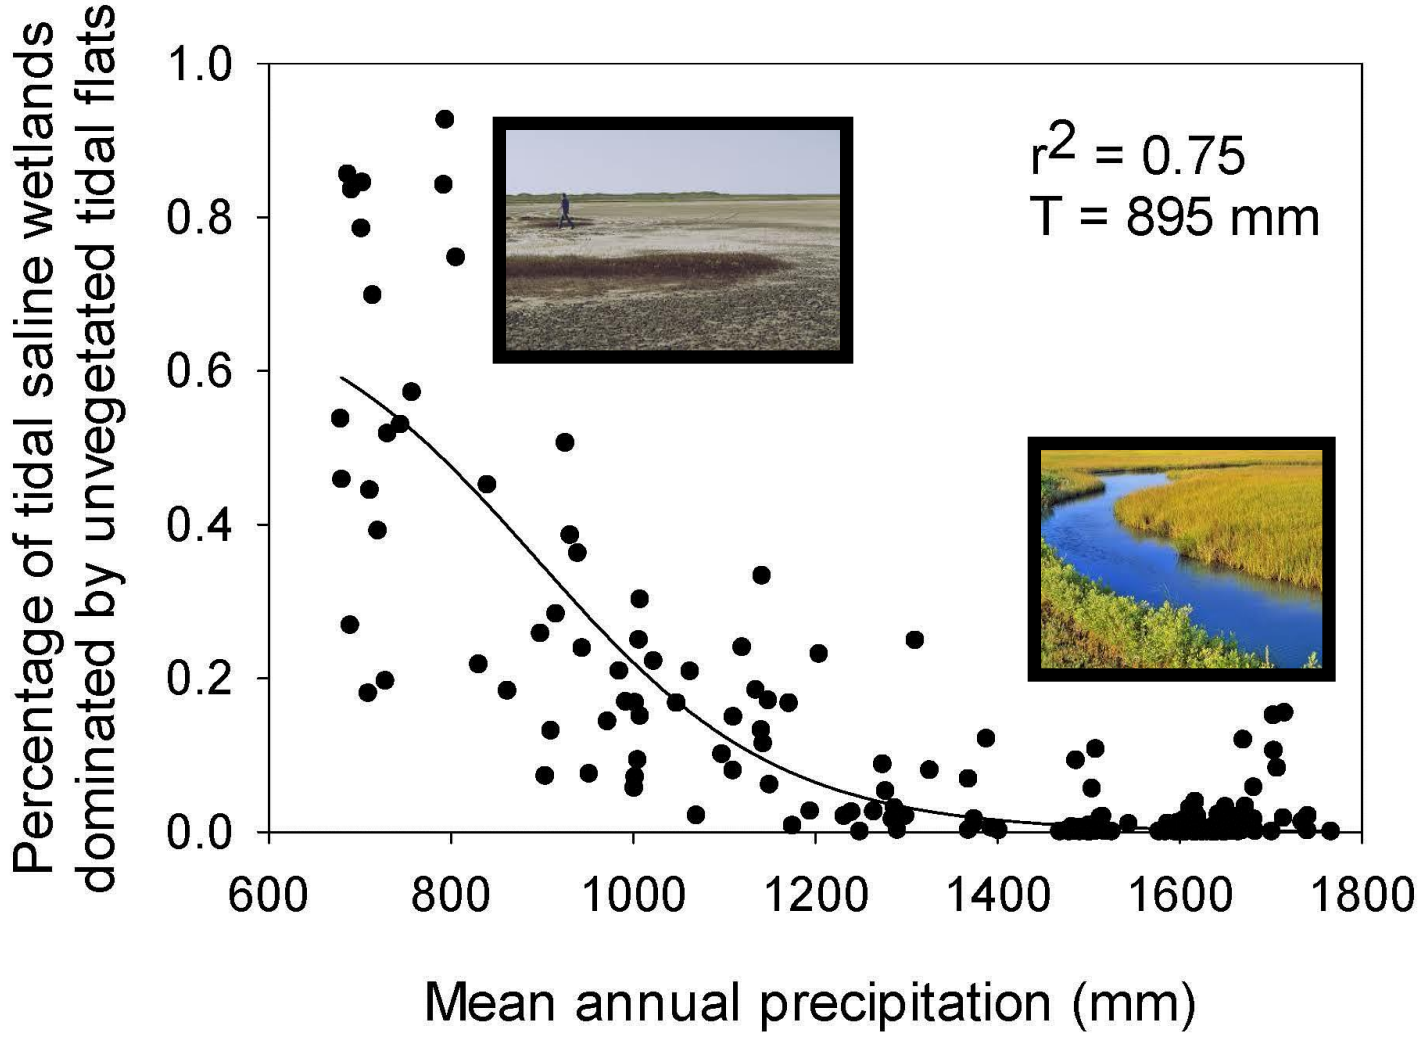 Percentage of tidal saline wetlands
dominated by unvegetated tidal flats
1.0
0.8
0.6
0.4
0.2
0.0
r² = 0.75
T = 895 mm
600 800 1000 1200 1400 1600 1800
Mean annual precipitation (mm)